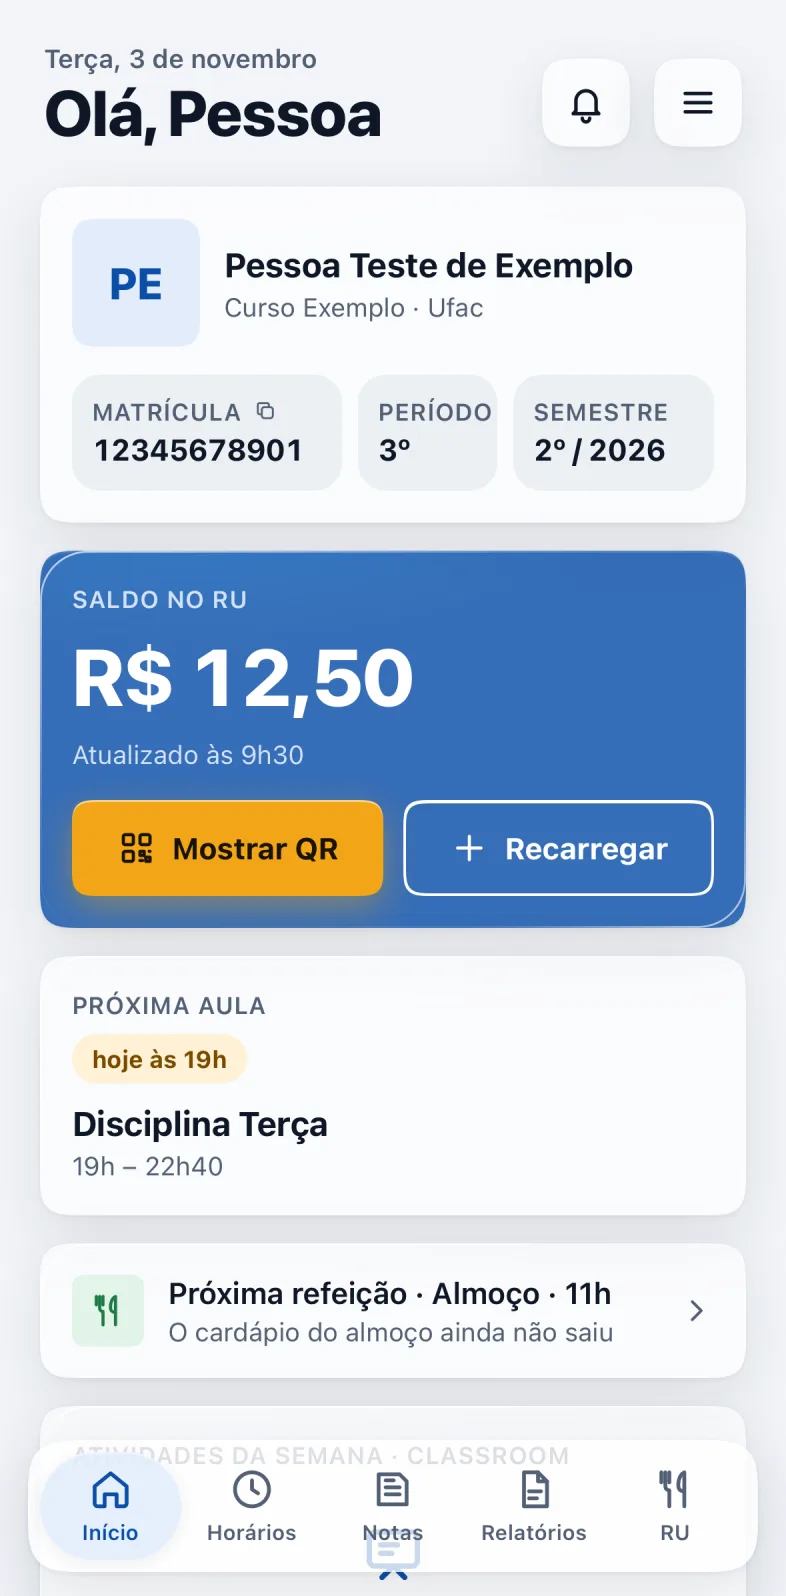 Terça, 3 de novembro
Olá, Pessoa
PE
Pessoa Teste de Exemplo
Curso Exemplo · Ufac
MATRÍCULA
12345678901
PERÍODO
3º
SEMESTRE
2º / 2026
SALDO NO RU
R$ 12,50
Atualizado às 9h30
Mostrar QR
Recarregar
PRÓXIMA AULA
hoje às 19h
Disciplina Terça
19h – 22h40
Próxima refeição · Almoço · 11h
O cardápio do almoço ainda não saiu
ATIVIDADES DA SEMANA · CLASSROOM
Início
Horários
Notas
Relatórios
RU